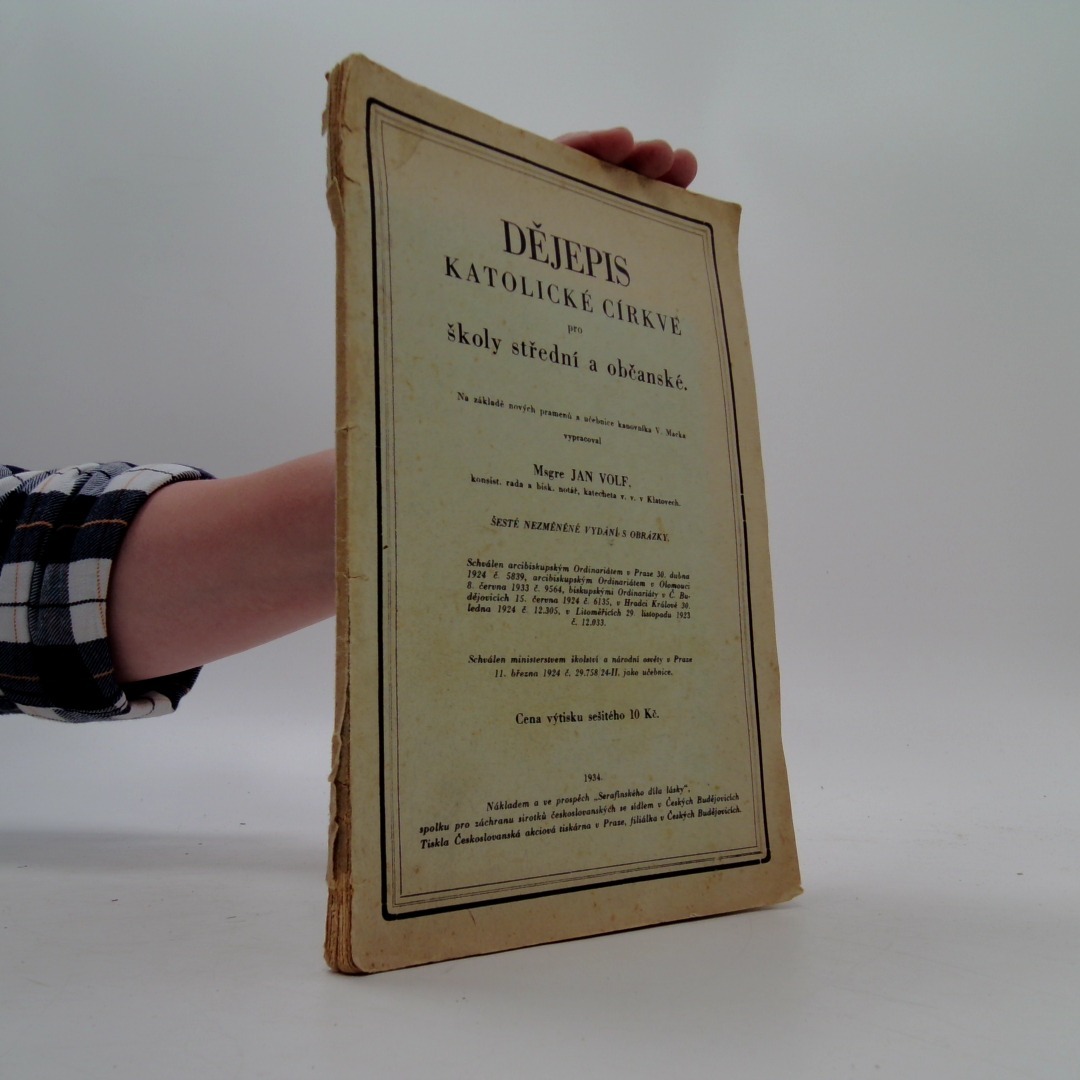 DĚJEPIS
KATOLICKÉ CÍRKVE
pro
školy střední a občanské.
Na základě nových pramenů a učebnice kanovníka V. Macka
vypracoval
Msgre JAN VOLF,
konsist. rada a bisk. notář, katecheta v. v. v Klatovech.
ŠESTÉ NEZMĚNĚNÉ VYDÁNÍ S OBRÁZKY.
Schválen arcibiskupským Ordinariátem v Praze 30. dubna
1924 č. 5839, arcibiskupským Ordinariátem v Olomouci
8. června 1933 č. 9564, biskupskými Ordinariáty v Č. Bu-
dějovicích 15. června 1924 č. 6135, v Hradci Králové 30.
ledna 1924 č. 12.305, v Litoměřicích 29. listopadu 1923
č. 12.033.
Schválen ministerstvem školství a národní osvěty v Praze
11. března 1924 č. 29.758/24-II. jako učebnice.
Cena výtisku sešitého 10 Kč.
1934.
Nákladem a ve prospěch „Serafinského díla lásky",
spolku pro záchranu sirotků československých se sídlem v Českých Budějovicích
Tiskla Československá akciová tiskárna v Praze, filiálka v Českých Budějovicích.